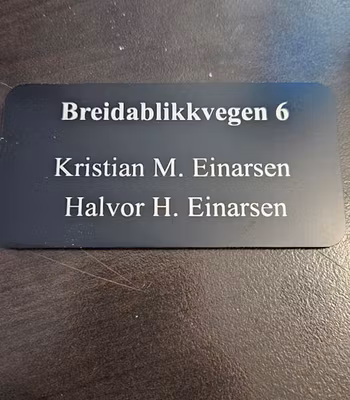 Breidablikkvegen 6
Kristian M. Einarsen
Halvor H. Einarsen